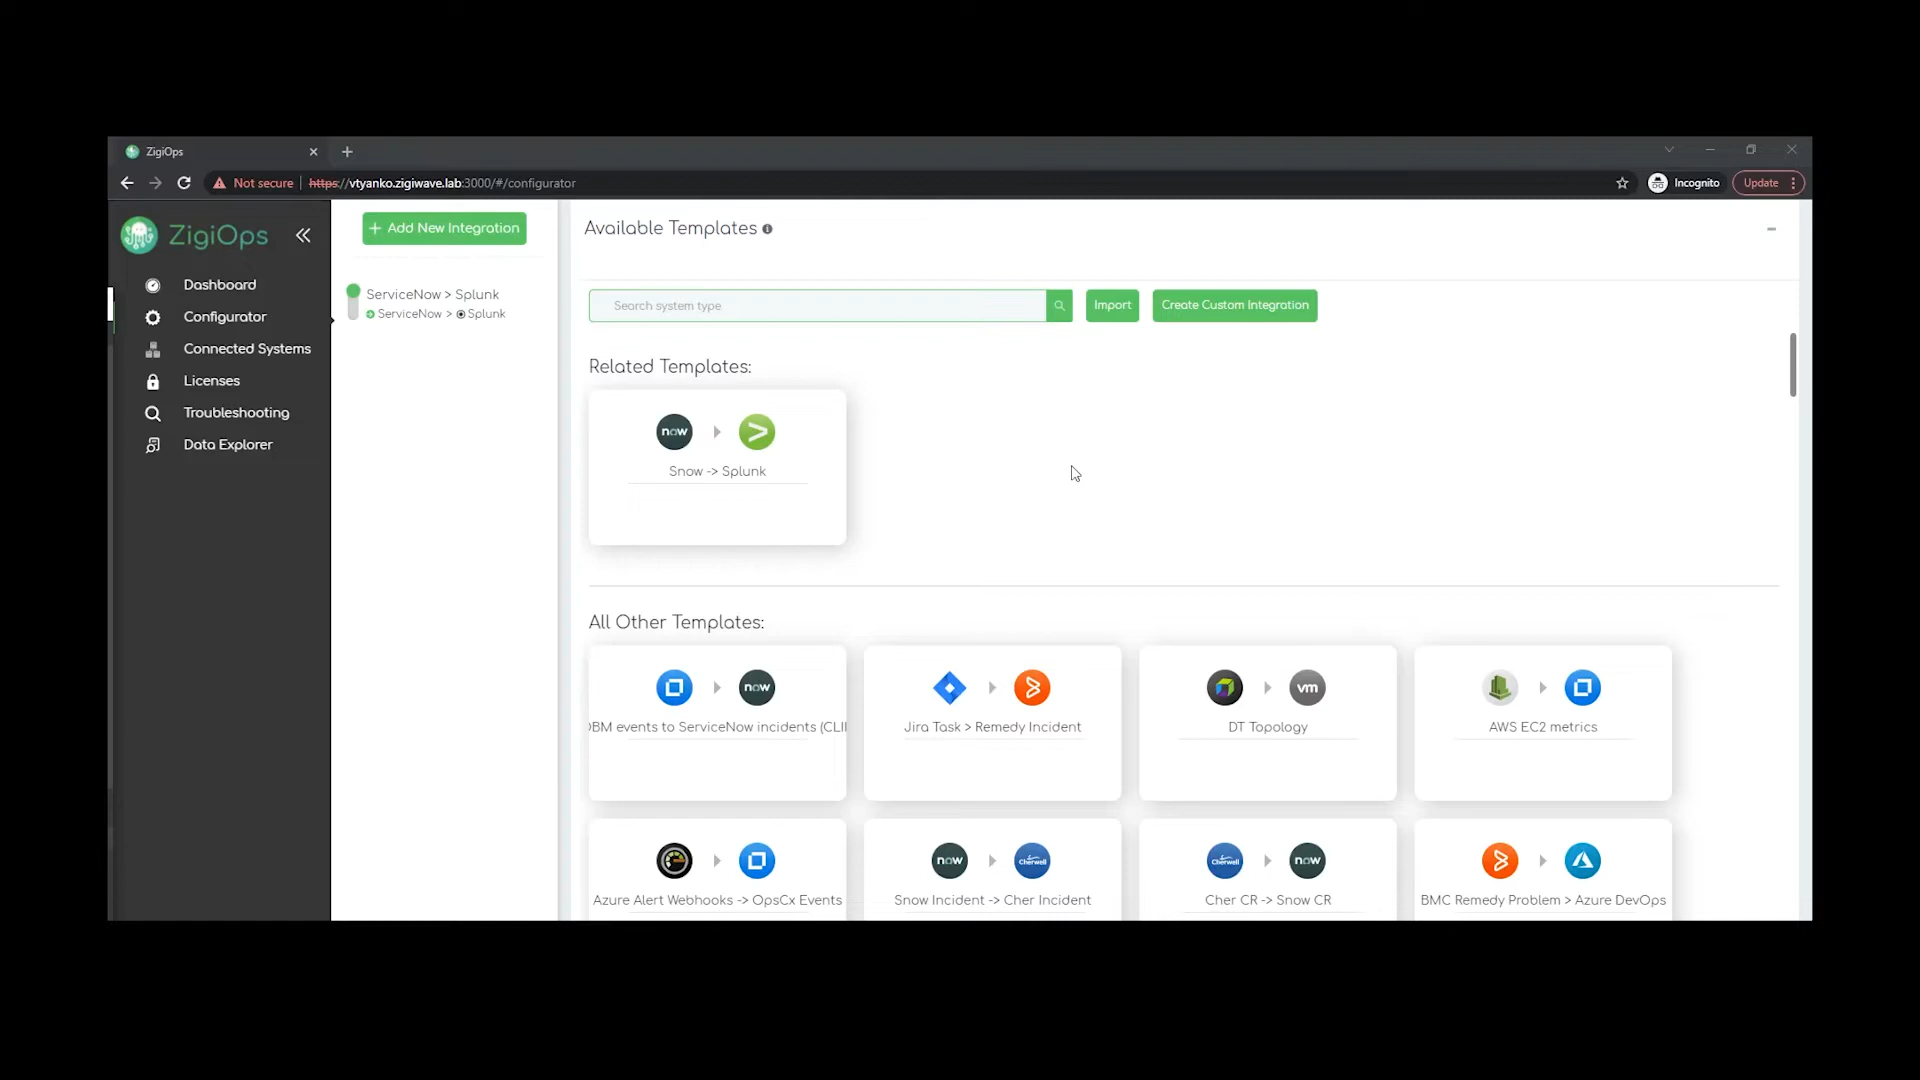 ZigiOps
Not secure
https://vtyanko.zigiwave.lab:3000/#/configurator
Incognito
Update
ZigiOps
Dashboard
Configurator
Connected Systems
Licenses
Troubleshooting
Data Explorer
+ Add New Integration
ServiceNow > Splunk
ServiceNow > Splunk
Available Templates
Search system type
Import
Create Custom Integration
Related Templates:
now
Snow -> Splunk
All Other Templates:
now
vm
BM events to ServiceNow incidents (CLI
Jira Task > Remedy Incident
DT Topology
AWS EC2 metrics
now
Cherwell
Cherwell
now
Azure Alert Webhooks -> OpsCx Events
Snow Incident -> Cher Incident
Cher CR -> Snow CR
BMC Remedy Problem > Azure DevOps